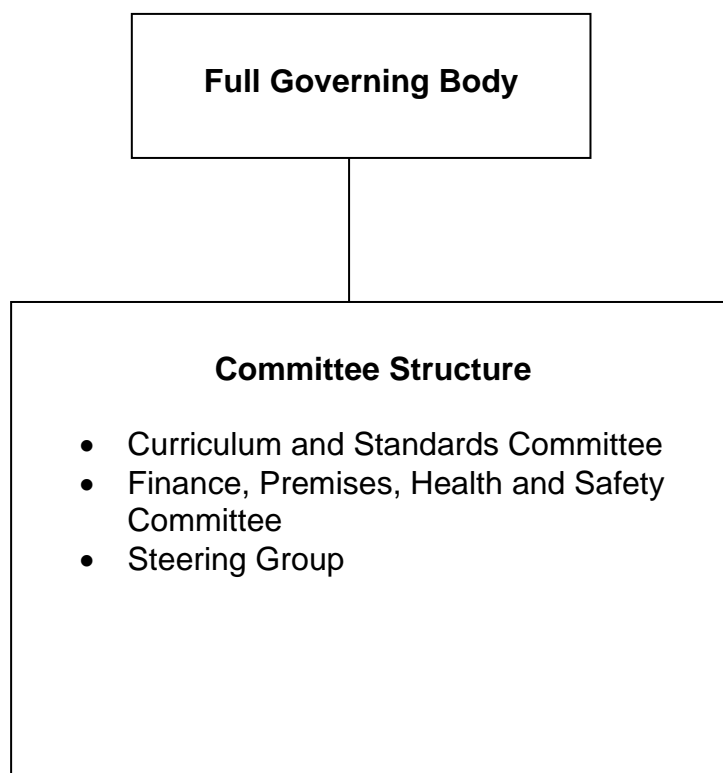 Full Governing Body
Committee Structure
• Curriculum and Standards Committee
• Finance, Premises, Health and Safety
Committee
• Steering Group